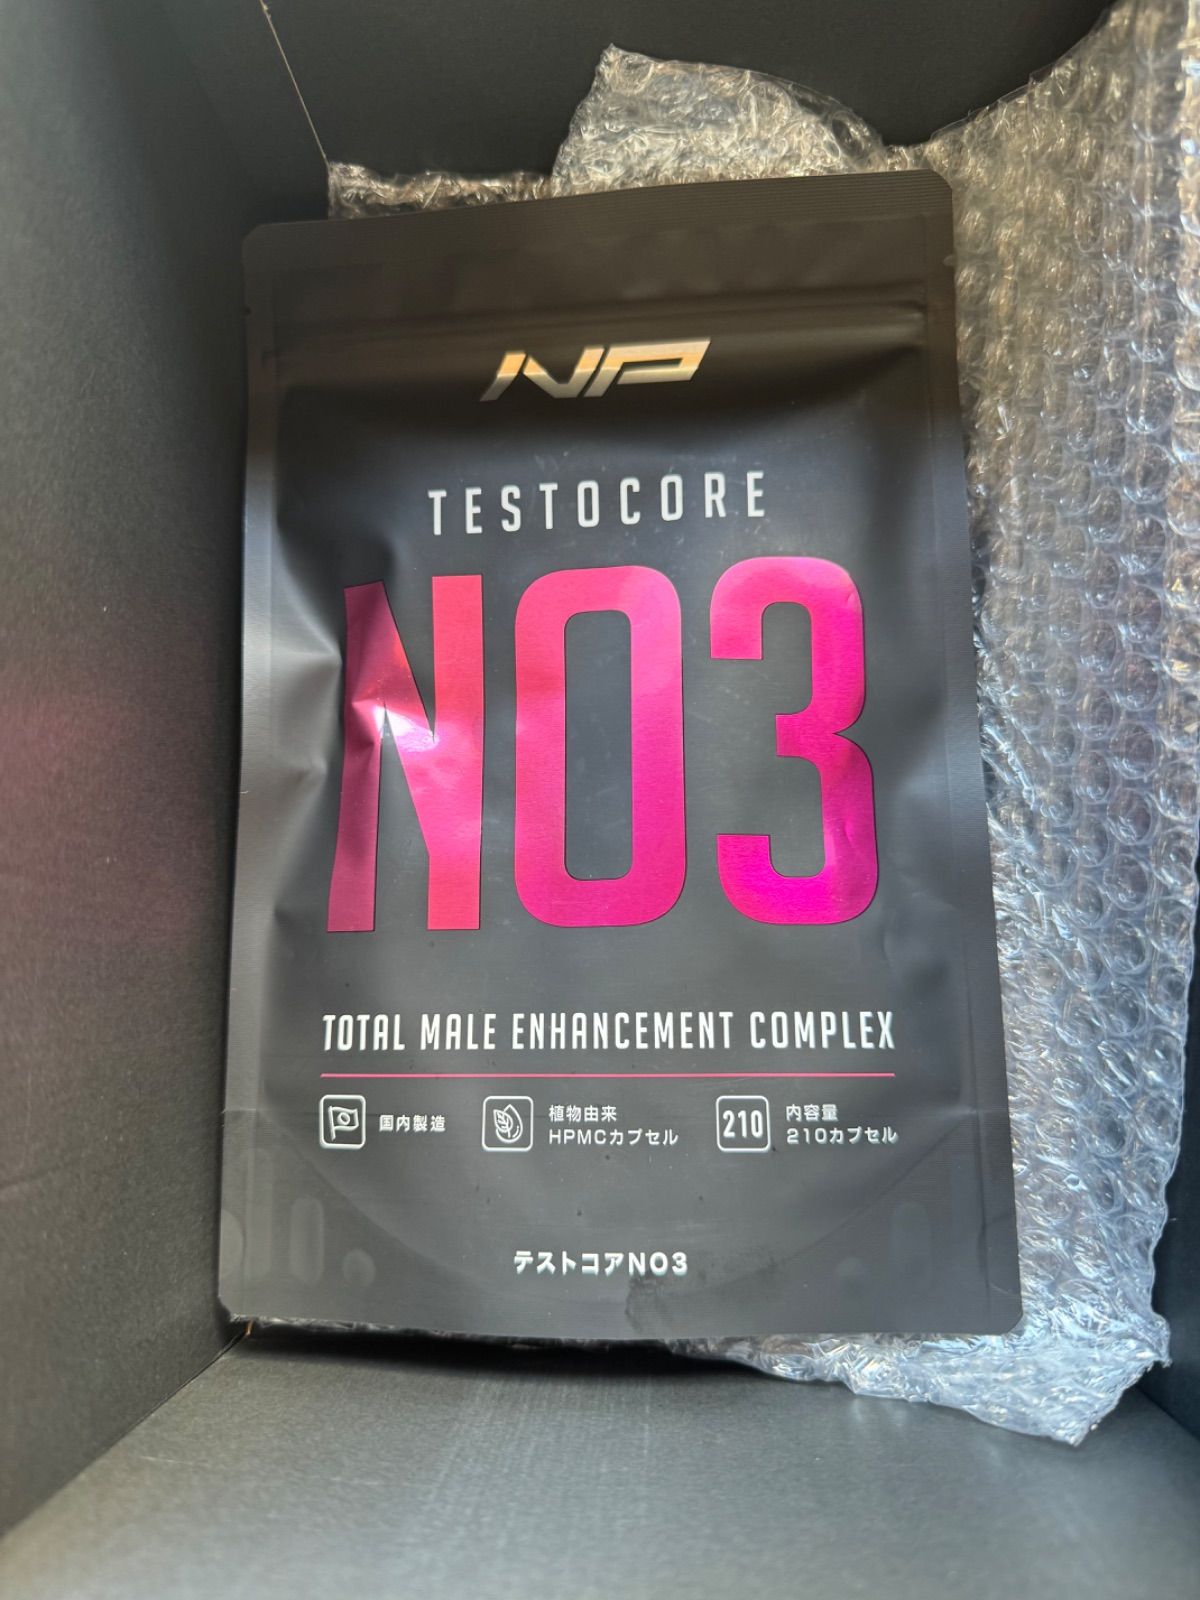 NP
TESTOCORE
NO3
TOTAL MALE ENHANCEMENT COMPLEX
国内製造
植物由来
HPMCカプセル
210
内容量
210カプセル
テストコアNO3